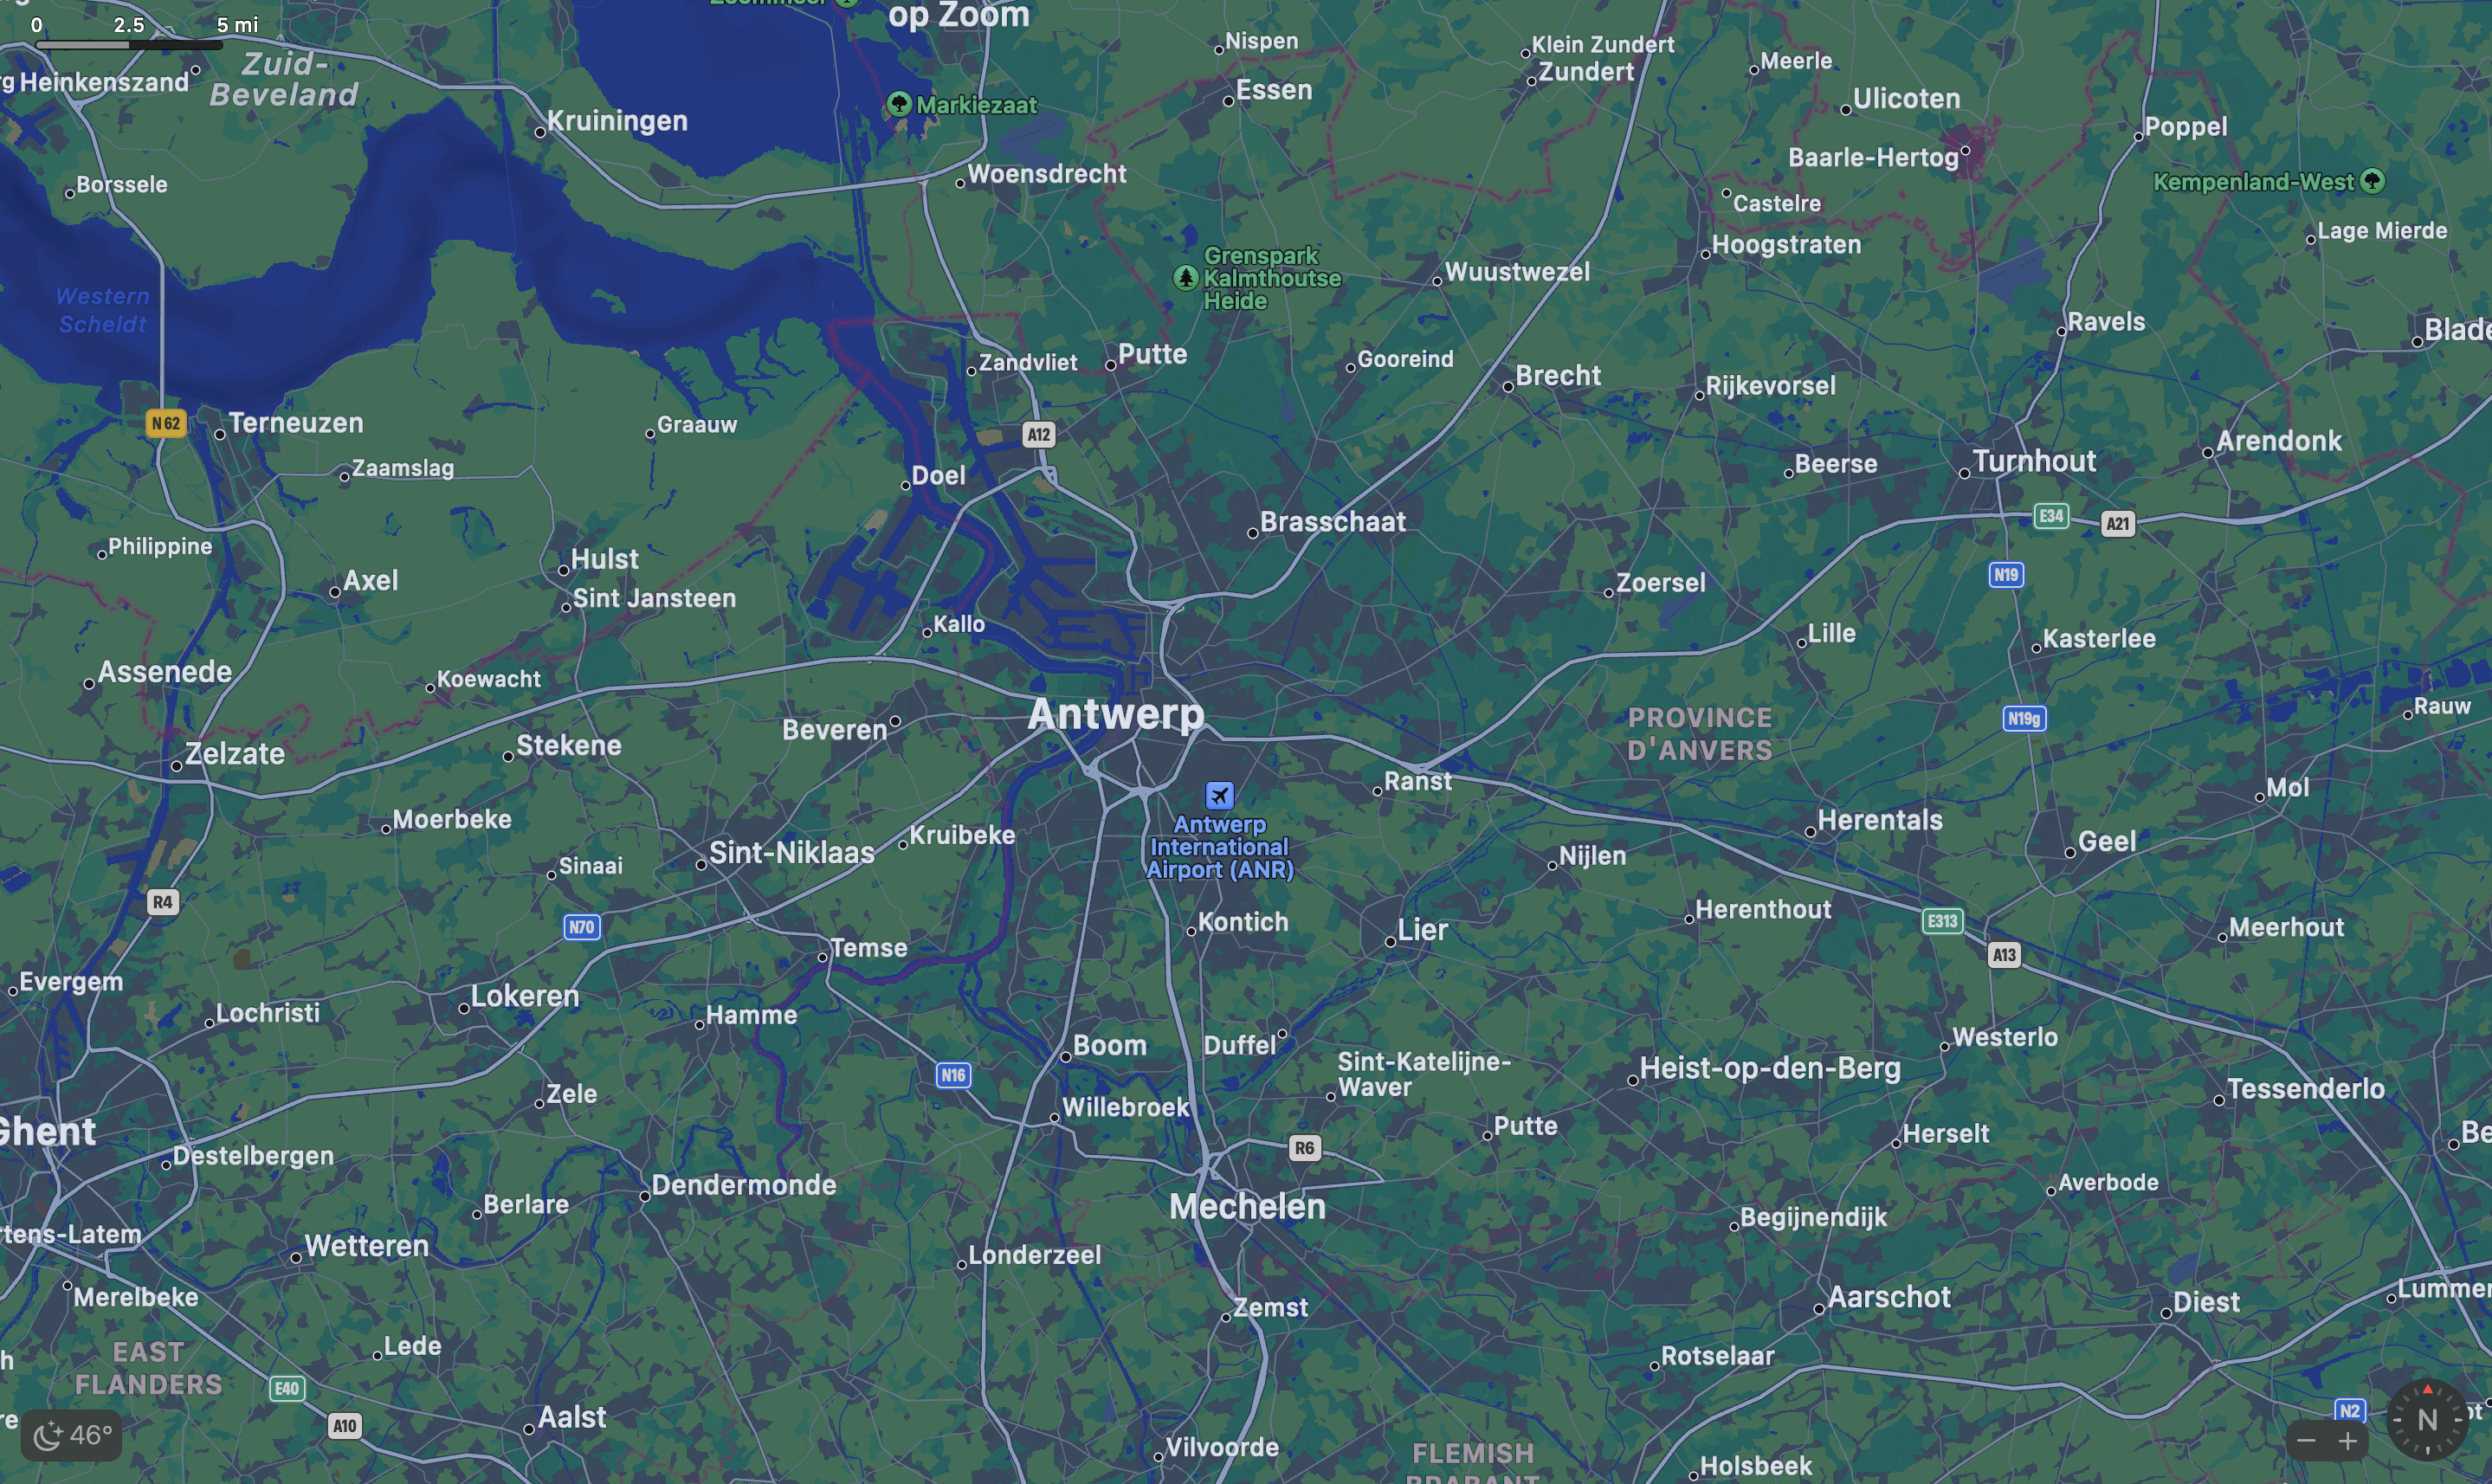 0 2.5 5 mi
op Zoom
Nispen
Klein Zundert
Zundert
Meerle
Zuid-
Beveland
Heinkenszand
Essen
Markiezaat
Ulicoten
Kruiningen
Poppel
Baarle-Hertog
Woensdrecht
Borssele
Kempenland-West
Castelre
Lage Mierde
Hoogstraten
Grenspark
Kalmthoutse
Heide
Wuustwezel
Western
Scheldt
Ravels
Blade
Zandvliet
Putte
Gooreind
Brecht
Rijkevorsel
N 62
Terneuzen
Graauw
A12
Arendonk
Zaamslag
Doel
Beerse
Turnhout
E34
A21
Brasschaat
Philippine
Hulst
Axel
Sint Jansteen
N19
Zoersel
Kallo
Lille
Kasterlee
Assenede
Koewacht
Rauw
Antwerp
PROVINCE
D'ANVERS
N19g
Beveren
Stekene
Zelzate
Ranst
Mol
Antwerp
International
Airport (ANR)
Moerbeke
Kruibeke
Herentals
Geel
Sint-Niklaas
Sinaai
Nijlen
R4
N70
Herenthout
Kontich
Lier
E313
Meerhout
Temse
A13
Evergem
Lokeren
Lochristi
Hamme
Boom
Duffel
Westerlo
Sint-Katelijne-
Waver
Heist-op-den-Berg
N16
Zele
Willebroek
Tessenderlo
Ghent
Putte
Herselt
Be
R6
Destelbergen
Dendermonde
Averbode
Berlare
Mechelen
Begijnendijk
rtens-Latem
Wetteren
Londerzeel
Merelbeke
Zemst
Aarschot
Diest
Lummen
EAST
FLANDERS
Lede
Rotselaar
E40
A10
Aalst
N2
N
46°
Vilvoorde
FLEMISH
BRABANT
Holsbeek